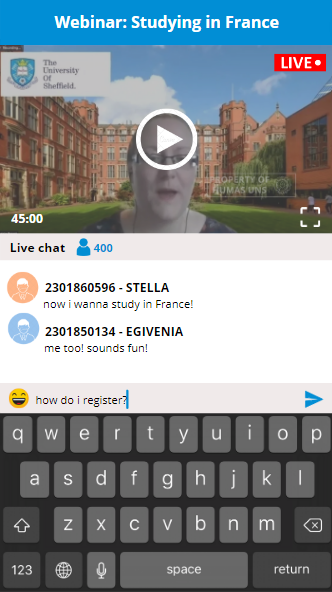 Webinar: Studying in France
The
University
Of
Sheffield.
LIVE
PROPERTY OF
45:00
Live chat 400
2301860596 - STELLA
now i wanna study in France!
2301850134 - EGIVENIA
me too! sounds fun!
how do i register?
q w e r t y u i o p
a s d f g h j k l
z x c v b n m
123 space return